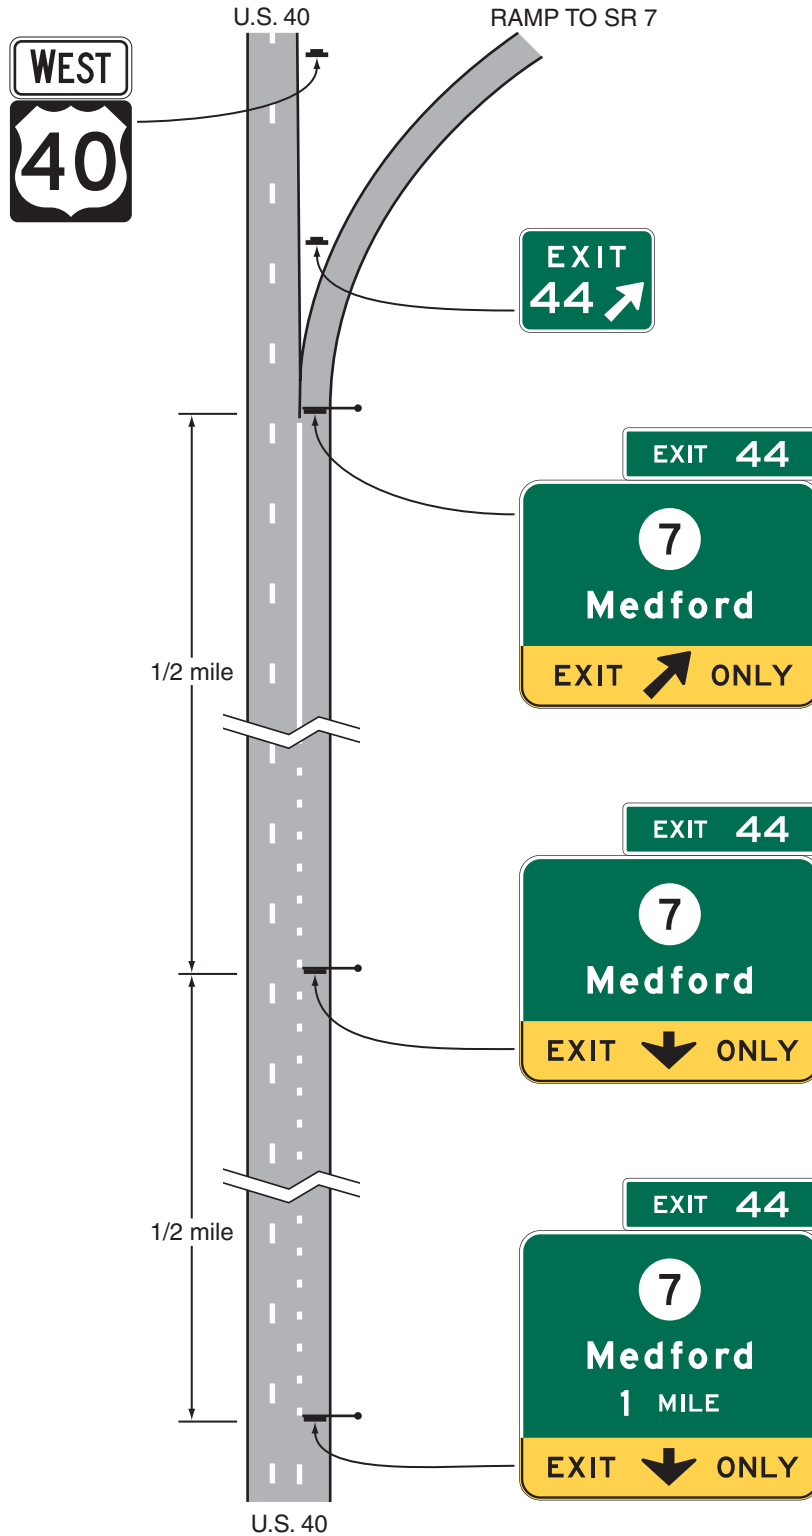 U.S. 40
RAMP TO SR 7
WEST
40
EXIT
44
EXIT 44
7
Medford
EXIT ONLY
1/2 mile
EXIT 44
7
Medford
EXIT ONLY
EXIT 44
1/2 mile
7
Medford
1 MILE
EXIT ONLY
U.S. 40